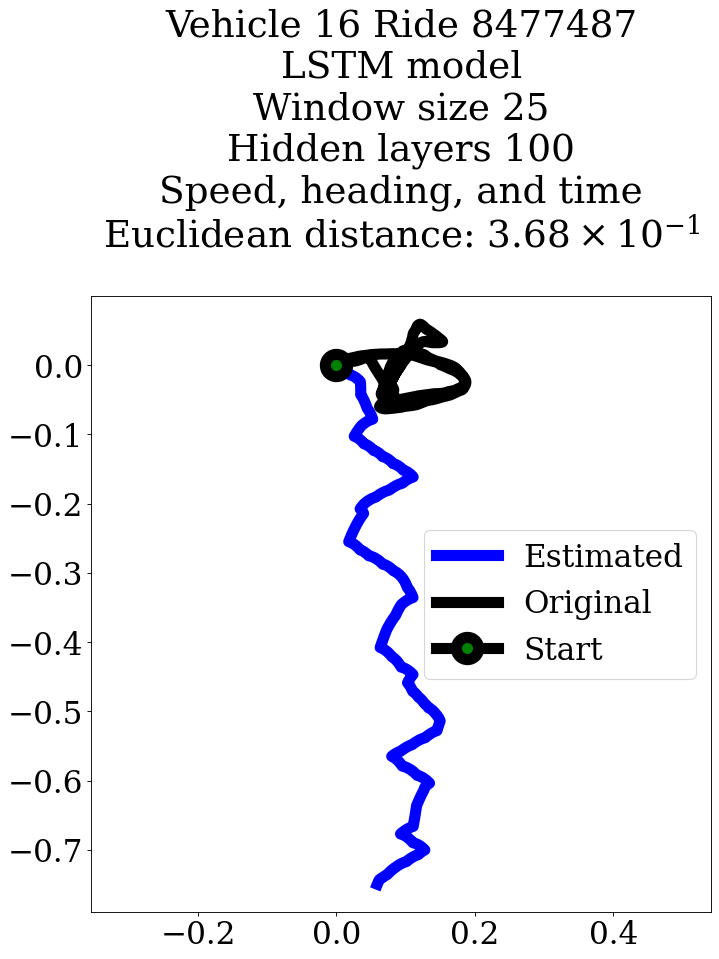 Vehicle 16 Ride 8477487
LSTM model
Window size 25
Hidden layers 100
Speed, heading, and time
Euclidean distance: 3.68 × 10⁻¹
0.0
−0.1
−0.2
−0.3
−0.4
−0.5
−0.6
−0.7
Estimated
Original
Start
−0.2 0.0 0.2 0.4